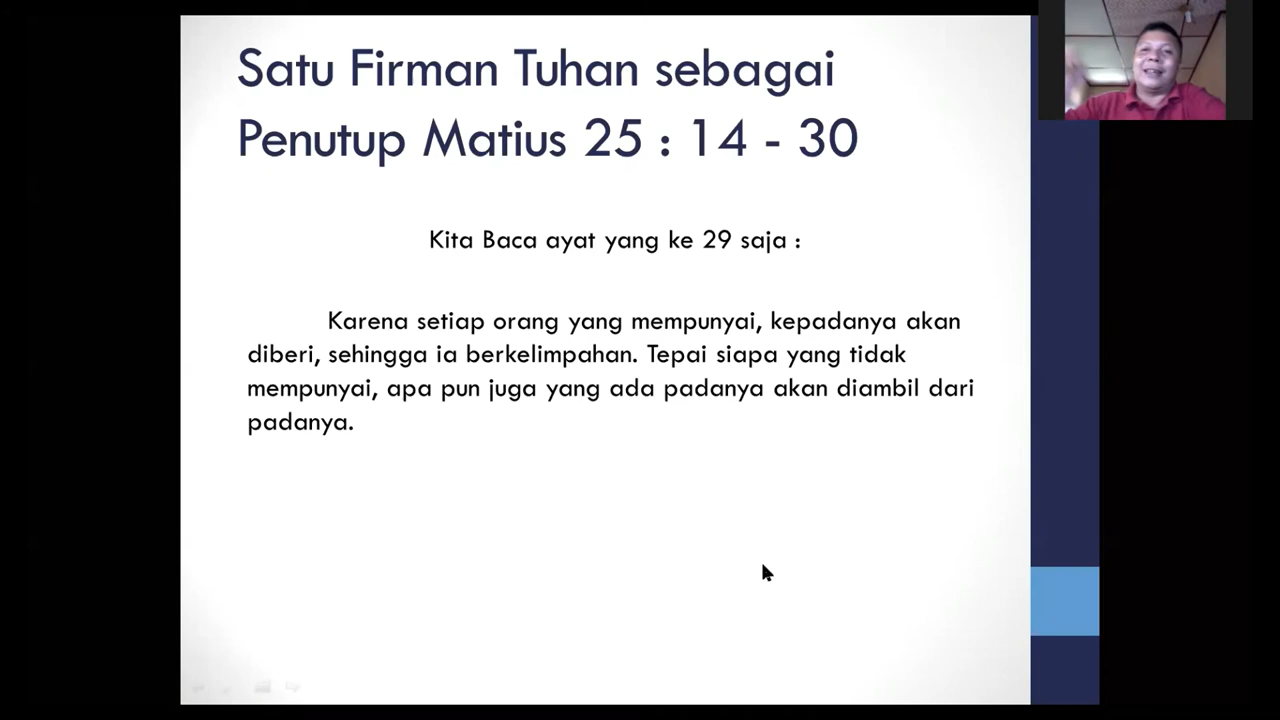 Satu Firman Tuhan sebagai
Penutup Matius 25 : 14 - 30
Kita Baca ayat yang ke 29 saja :
Karena setiap orang yang mempunyai, kepadanya akan
diberi, sehingga ia berkelimpahan. Tepai siapa yang tidak
mempunyai, apa pun juga yang ada padanya akan diambil dari
padanya.